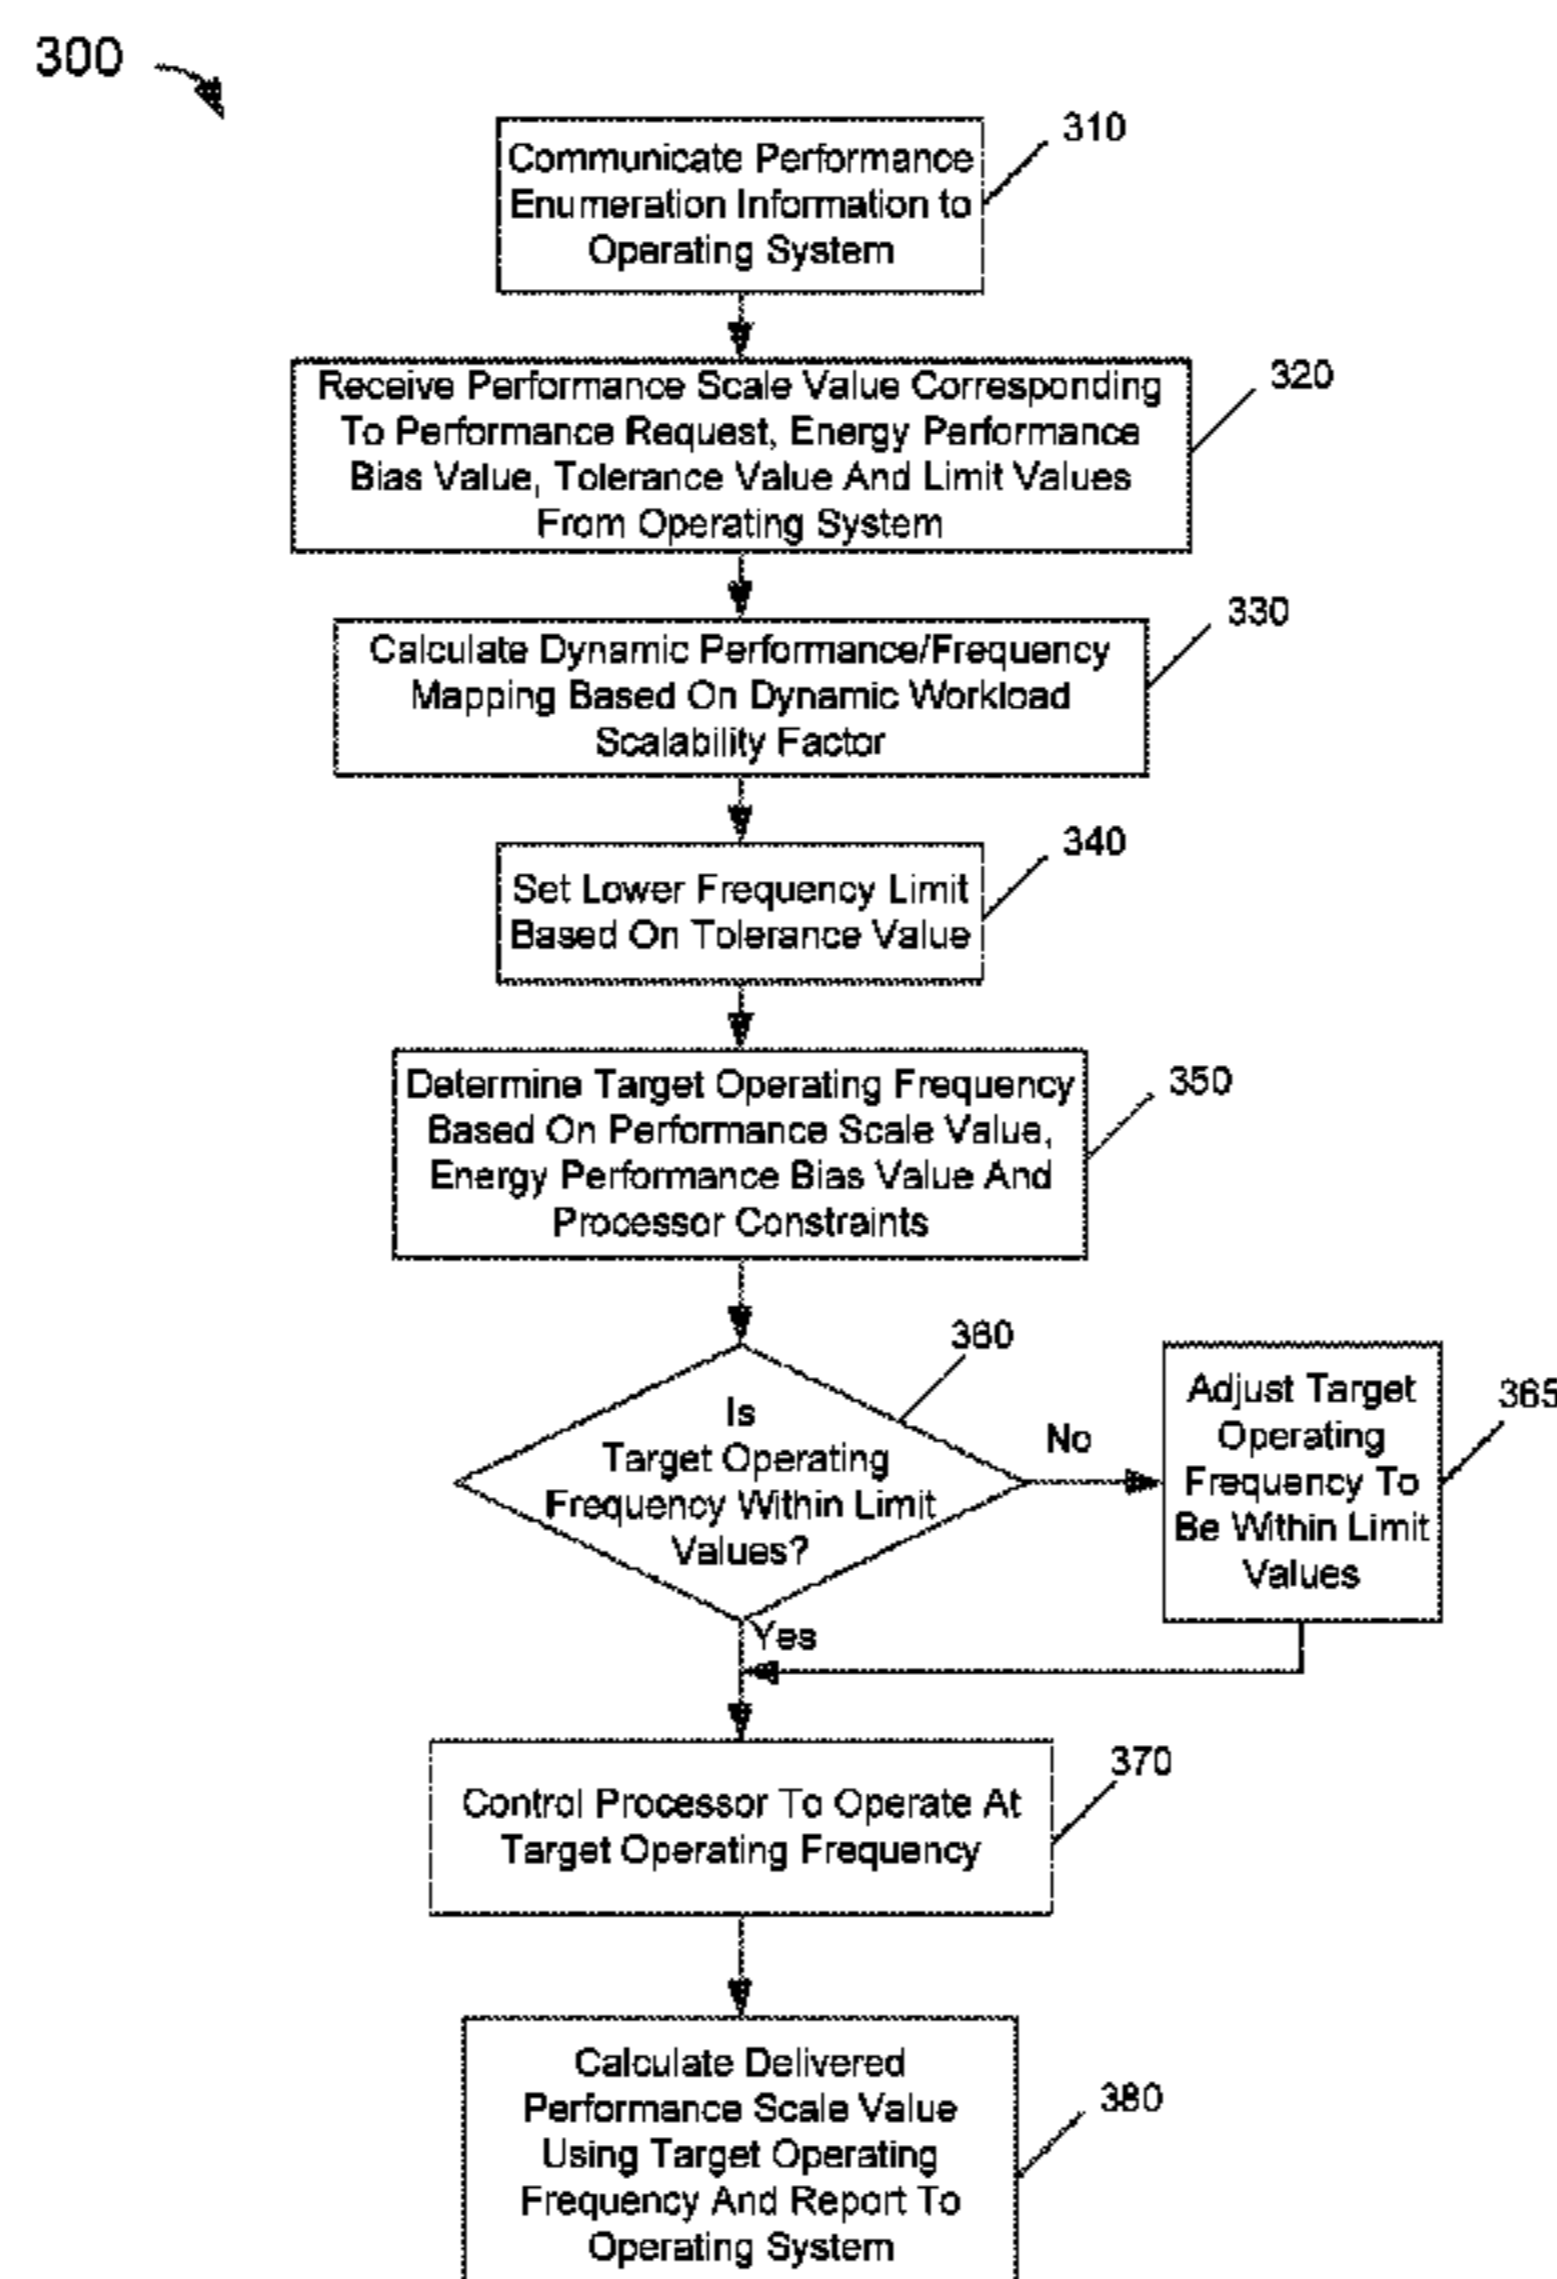 300
310
Communicate Performance
Enumeration Information to
Operating System
320
Receive Performance Scale Value Corresponding
To Performance Request, Energy Performance
Bias Value, Tolerance Value And Limit Values
From Operating System
330
Calculate Dynamic Performance/Frequency
Mapping Based On Dynamic Workload
Scalability Factor
340
Set Lower Frequency Limit
Based On Tolerance Value
350
Determine Target Operating Frequency
Based On Performance Scale Value,
Energy Performance Bias Value And
Processor Constraints
360
Is
Target Operating
Frequency Within Limit
Values?
No
365
Adjust Target
Operating
Frequency To
Be Within Limit
Values
Yes
370
Control Processor To Operate At
Target Operating Frequency
380
Calculate Delivered
Performance Scale Value
Using Target Operating
Frequency And Report To
Operating System